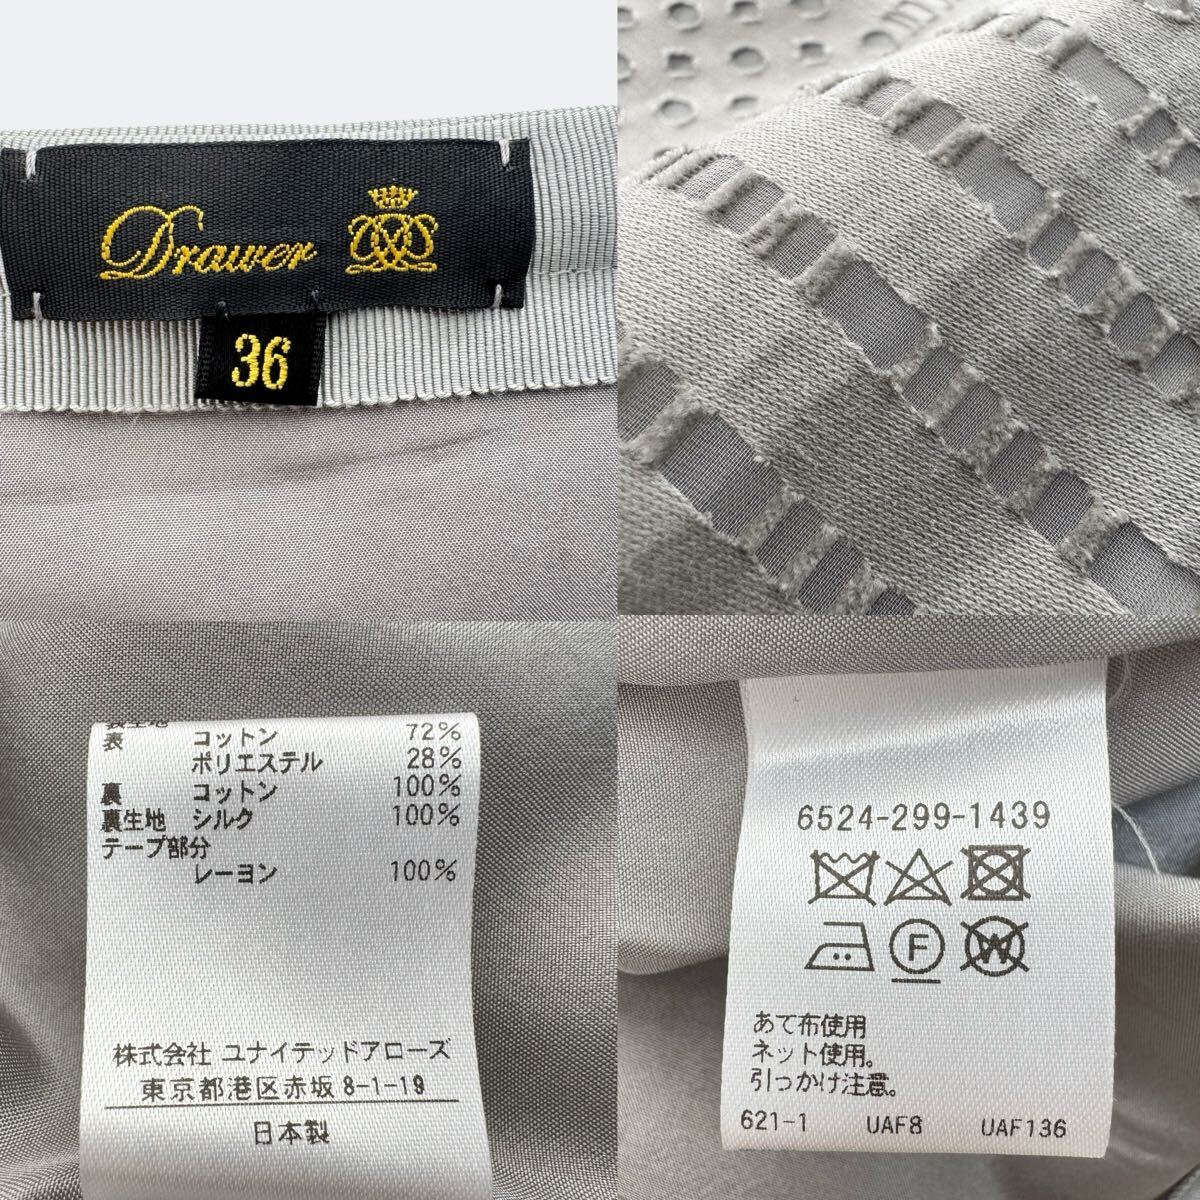 Drawer
36
表 コットン 72%
ポリエステル 28%
裏 コットン 100%
裏生地 シルク 100%
テープ部分
レーヨン 100%
株式会社 ユナイテッドアローズ
東京都港区赤坂8-1-19
日本製
6524-299-1439
F
W
あて布使用
ネット使用。
引っかけ注意。
621-1 UAF8 UAF136